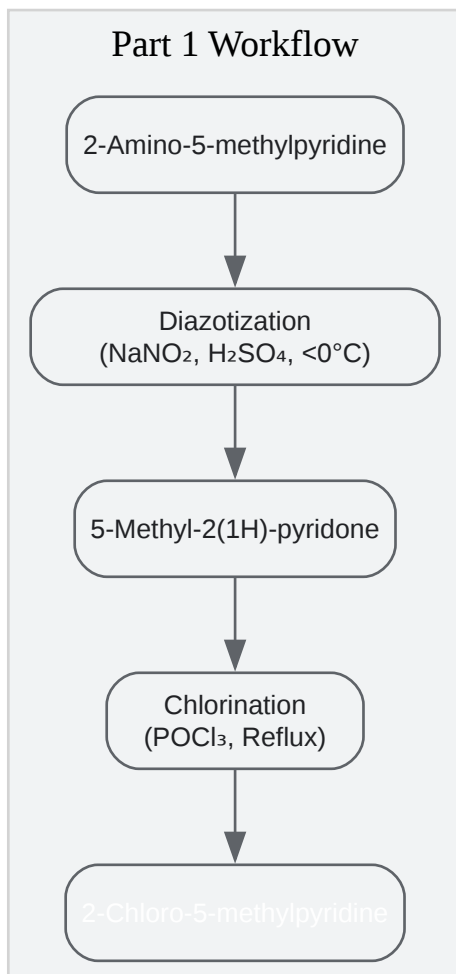 Part 1 Workflow
2-Amino-5-methylpyridine
Diazotization
(NaNO₂, H₂SO₄, <0°C)
5-Methyl-2(1H)-pyridone
Chlorination
(POCl₃, Reflux)
2-Chloro-5-methylpyridine